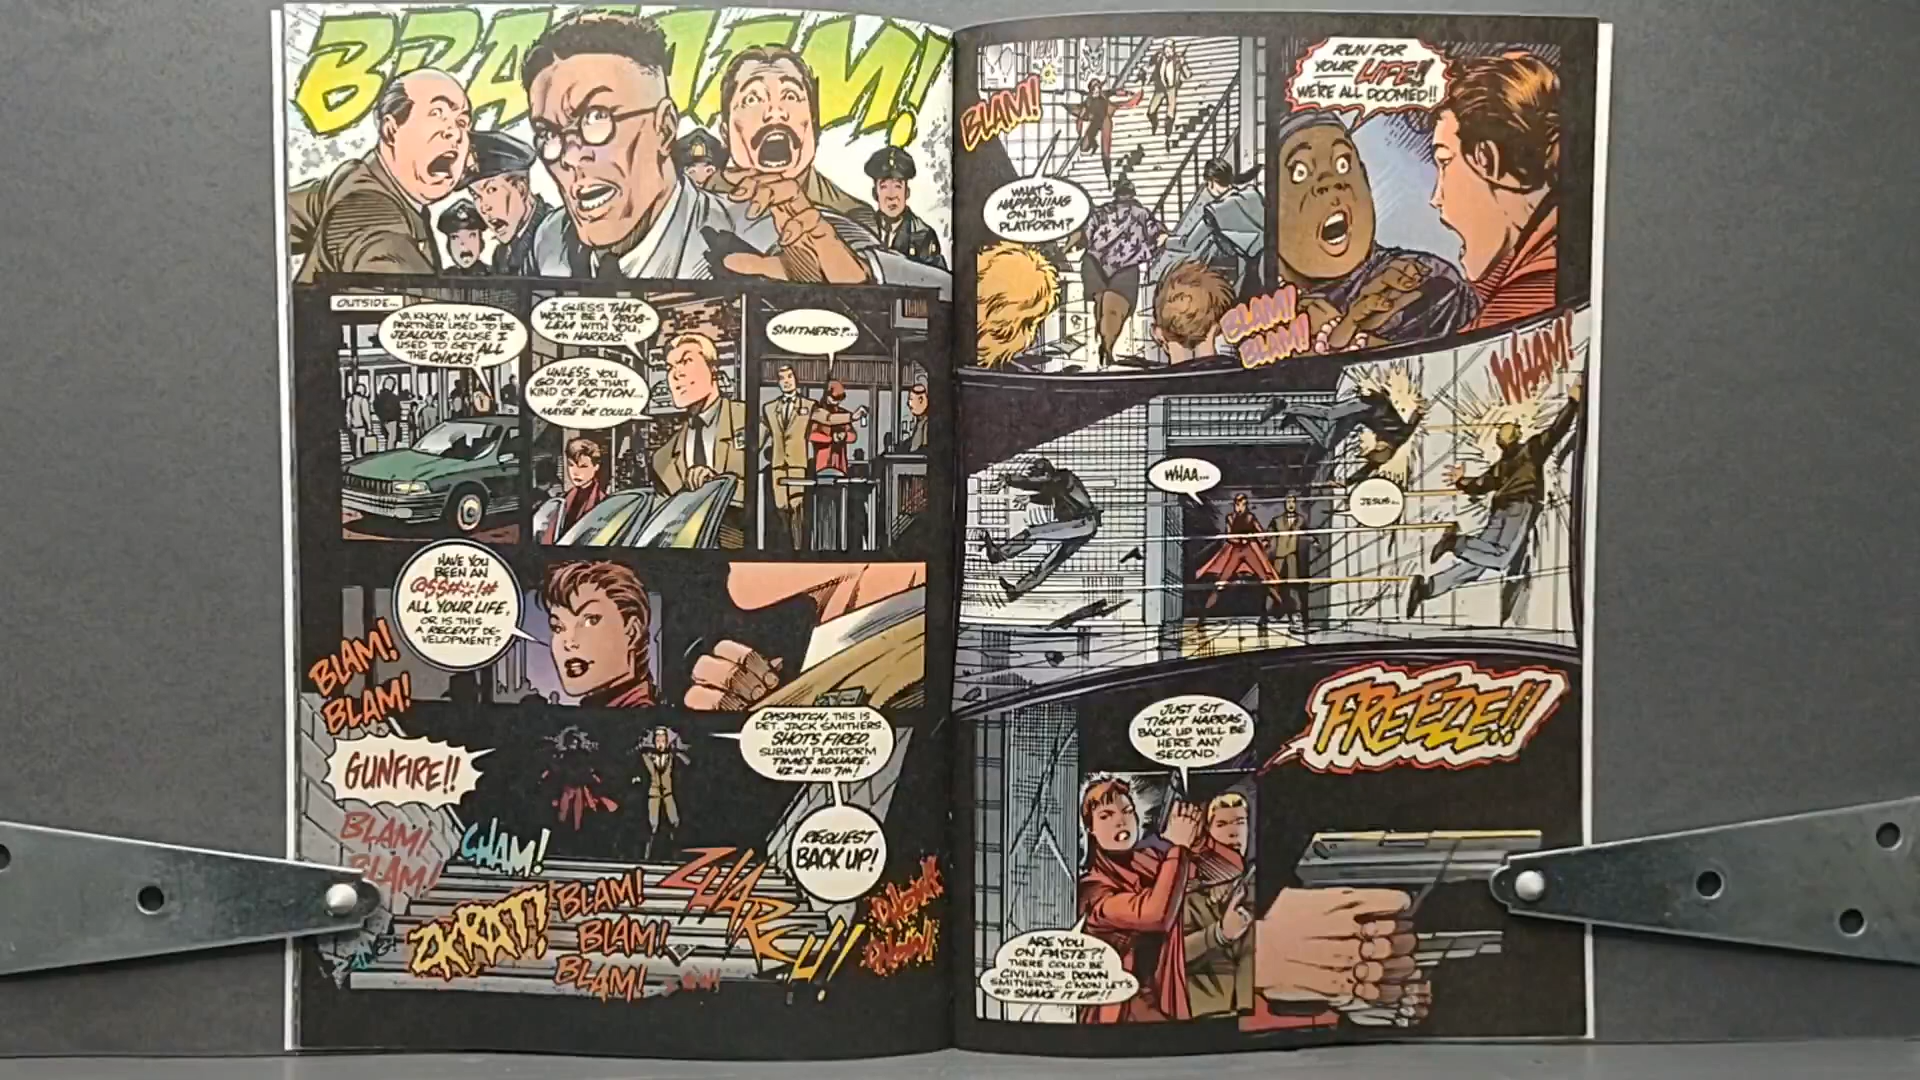 OUTSIDE...
YA KNOW, MY LAST
PARTNER USED TO BE
JEALOUS, CAUSE I
USED TO GET ALL
THE CHICKS!
I GUESS THAT
WON'T BE A PROB-
LEM WITH YOU,
EH HARRAS.
UNLESS YOU
GO IN FOR THAT
KIND OF ACTION...
IF SO,
MAYBE WE COULD...
SMITHERS?...
HAVE YOU
BEEN AN
ALL YOUR LIFE,
OR IS THIS
A RECENT DE-
VELOPMENT?
BLAM!
BLAM!
GUNFIRE!!
DISPATCH, THIS IS
DET. JACK SMITHERS.
SHOTS FIRED,
SUBWAY PLATFORM
TIMES SQUARE,
42nd AND 7th!
REQUEST
BACK UP!
BLAM!
BLAM!
CHAM!
ZKRAT!
BLAM!
BLAM!
BLAM!
BLAM!
WHAT'S
HAPPENING
ON THE
PLATFORM?
RUN FOR
YOUR LIFE!!
WE'RE ALL DOOMED!!
BLAM!
BLAM!
WHAM!
WHAA...
JESUS...
JUST SIT
TIGHT HARRAS,
BACK UP WILL BE
HERE ANY
SECOND.
FREEZE!!
ARE YOU
ON PASTE?!
THERE COULD BE
CIVILIANS DOWN
SMITHERS... C'MON LET'S
GO SHAKE IT UP!!